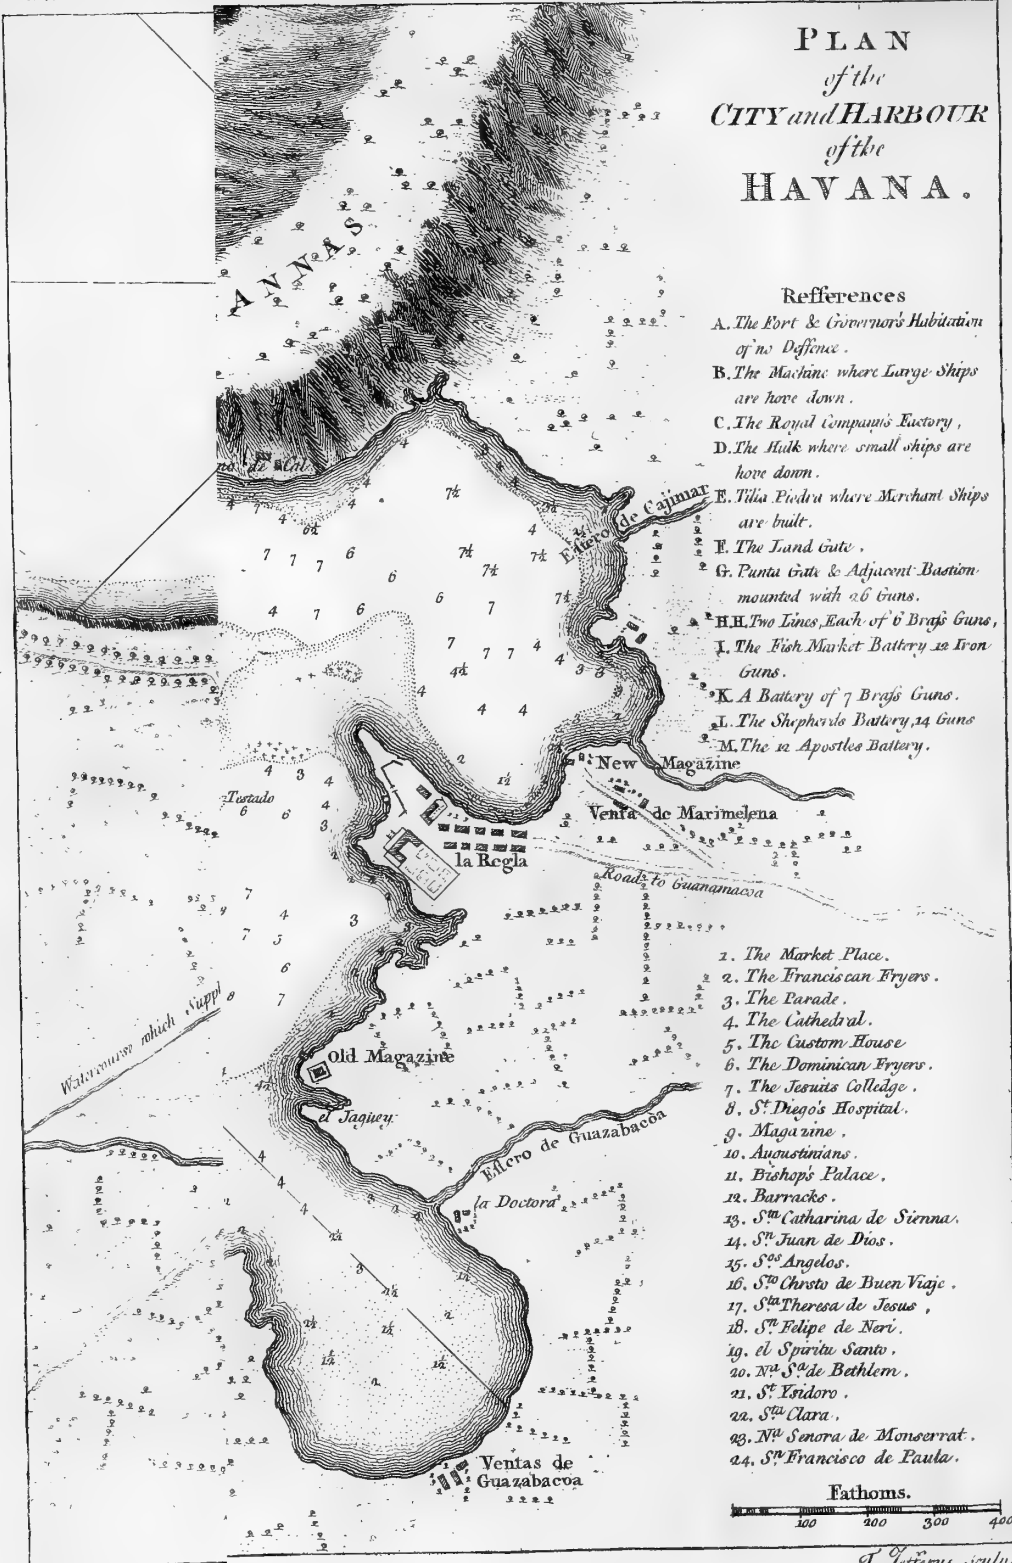 PLAN
of the
CITY and HARBOUR
of the
HAVANA.
Refferences
A. The Fort & Governor's Habitation
of no Deffence.
B. The Machine where Large Ships
are hove down.
C. The Royal Company's Factory,
D. The Hulk where small ships are
hove down.
E. Tilia Piedra where Merchant Ships
are built.
F. The Land Gate.
G. Punta Gate & Adjacent Bastion
mounted with 26 Guns.
H.H. Two Lines, Each of 6 Braſs Guns,
I. The Fish Market Battery 12 Iron
Guns.
K. A Battery of 7 Braſs Guns.
L. The Shepherds Battery, 14 Guns
M. The 12 Apostles Battery.
ANNAS
Eſtero de Cajimar
New Magazine
Venta de Marimelena
Testado
la Regla
Road to Guanamacoa
Watercourse which Suppl
Old Magazine
el Jaguey
Eſtero de Guazabacòa
la Doctora
Ventas de
Guazabacoa
1. The Market Place.
2. The Franciscan Fryers.
3. The Parade.
4. The Cathedral.
5. The Custom House
6. The Dominican Fryers.
7. The Jesuits Colledge.
8. St. Diego's Hospital.
9. Magazine.
10. Augustinians.
11. Bishop's Palace.
12. Barracks.
13. Sta. Catharina de Sienna.
14. Sn. Juan de Dios.
15. Sos. Angelos.
16. Sto. Chrsto de Buen Viaje.
17. Sta. Theresa de Jesus,
18. Sn. Felipe de Neri.
19. el Spiritu Santo.
20. Na. Sa. de Bethlem.
21. St. Ysidoro.
22. Sta. Clara.
23. Na. Senora de Monserrat.
24. Sn. Francisco de Paula.
Fathoms.
100 200 300 400
T. Jefferys sculp